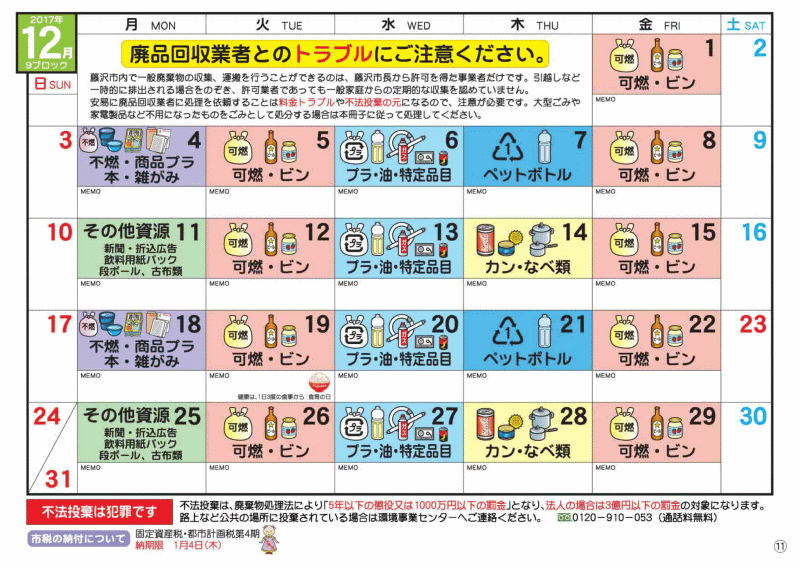 2017年
12月
9ブロック
日 SUN
月 MON
火 TUE
水 WED
木 THU
金 FRI
土 SAT
廃品回収業者とのトラブルにご注意ください。
藤沢市内で一般廃棄物の収集、運搬を行うことができるのは、藤沢市長から許可を得た事業者だけです。引越しなど
一時的に排出される場合をのぞき、許可業者であっても一般家庭からの定期的な収集を認めていません。
安易に廃品回収業者に処理を依頼することは料金トラブルや不法投棄の元になるので、注意が必要です。大型ごみや
家電製品など不用になったものをごみとして処分する場合は本冊子に従って処理してください。
可燃 1
可燃・ビン
MEMO
2
3
不燃 4
不燃・商品プラ
本・雑がみ
MEMO
可燃 5
可燃・ビン
MEMO
プラ 6
プラ・油・特定品目
MEMO
1 7
ペットボトル
MEMO
可燃 8
可燃・ビン
MEMO
9
10
その他資源 11
新聞・折込広告
飲料用紙パック
段ボール、古布類
MEMO
可燃 12
可燃・ビン
MEMO
プラ 13
プラ・油・特定品目
MEMO
14
カン・なべ類
MEMO
可燃 15
可燃・ビン
MEMO
16
17
不燃 18
不燃・商品プラ
本・雑がみ
MEMO
可燃 19
可燃・ビン
MEMO
健康は、1日3度の食事から 食育の日
プラ 20
プラ・油・特定品目
MEMO
1 21
ペットボトル
MEMO
可燃 22
可燃・ビン
MEMO
23
24
31
その他資源 25
新聞・折込広告
飲料用紙パック
段ボール、古布類
MEMO
可燃 26
可燃・ビン
MEMO
プラ 27
プラ・油・特定品目
MEMO
28
カン・なべ類
MEMO
可燃 29
可燃・ビン
MEMO
30
不法投棄は犯罪です
不法投棄は、廃棄物処理法により「5年以下の懲役又は1000万円以下の罰金」となり、法人の場合は3億円以下の罰金の対象になります。
路上など公共の場所に投棄されている場合は環境事業センターへご連絡ください。 0120-910-053(通話料無料)
市税の納付について
固定資産税・都市計画税第4期
納期限 1月4日(木)
11